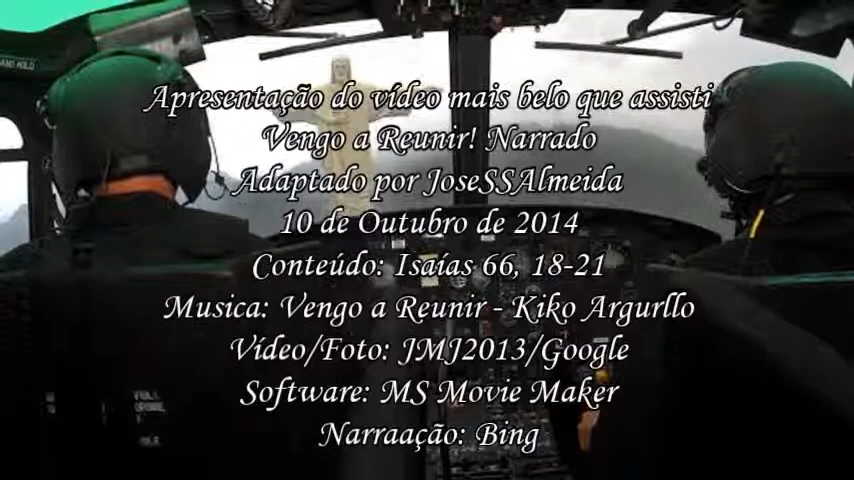 Apresentação do vídeo mais belo que assisti
Vengo a Reunir! Narrado
Adaptado por JoseSSAlmeida
10 de Outubro de 2014
Conteúdo: Isaías 66, 18-21
Musica: Vengo a Reunir - Kiko Argurllo
Vídeo/Foto: JMJ2013/Google
Software: MS Movie Maker
Narraação: Bing